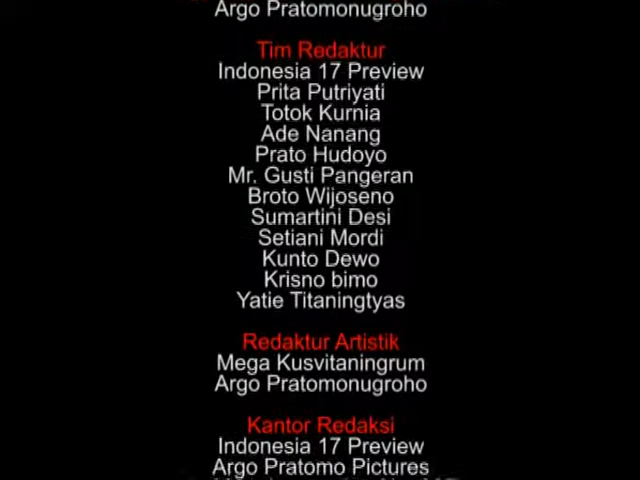 Argo Pratomonugroho
Tim Redaktur
Indonesia 17 Preview
Prita Putriyati
Totok Kurnia
Ade Nanang
Prato Hudoyo
Mr. Gusti Pangeran
Broto Wijoseno
Sumartini Desi
Setiani Mordi
Kunto Dewo
Krisno bimo
Yatie Titaningtyas
Redaktur Artistik
Mega Kusvitaningrum
Argo Pratomonugroho
Kantor Redaksi
Indonesia 17 Preview
Argo Pratomo Pictures